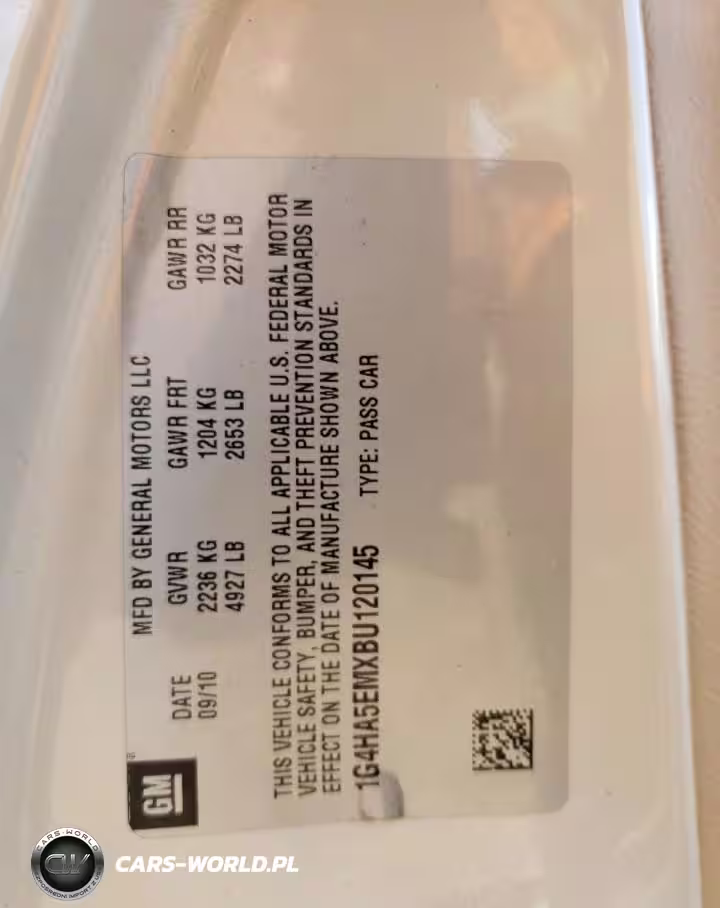 GM
MFD BY GENERAL MOTORS LLC
DATE GVWR GAWR FRT GAWR RR
09/10 2236 KG 1204 KG 1032 KG
4927 LB 2653 LB 2274 LB
THIS VEHICLE CONFORMS TO ALL APPLICABLE U.S. FEDERAL MOTOR
VEHICLE SAFETY, BUMPER, AND THEFT PREVENTION STANDARDS IN
EFFECT ON THE DATE OF MANUFACTURE SHOWN ABOVE.
1G4HA5EMXBU120145 TYPE: PASS CAR
CARS-WORLD
CW
CARS-WORLD.PL